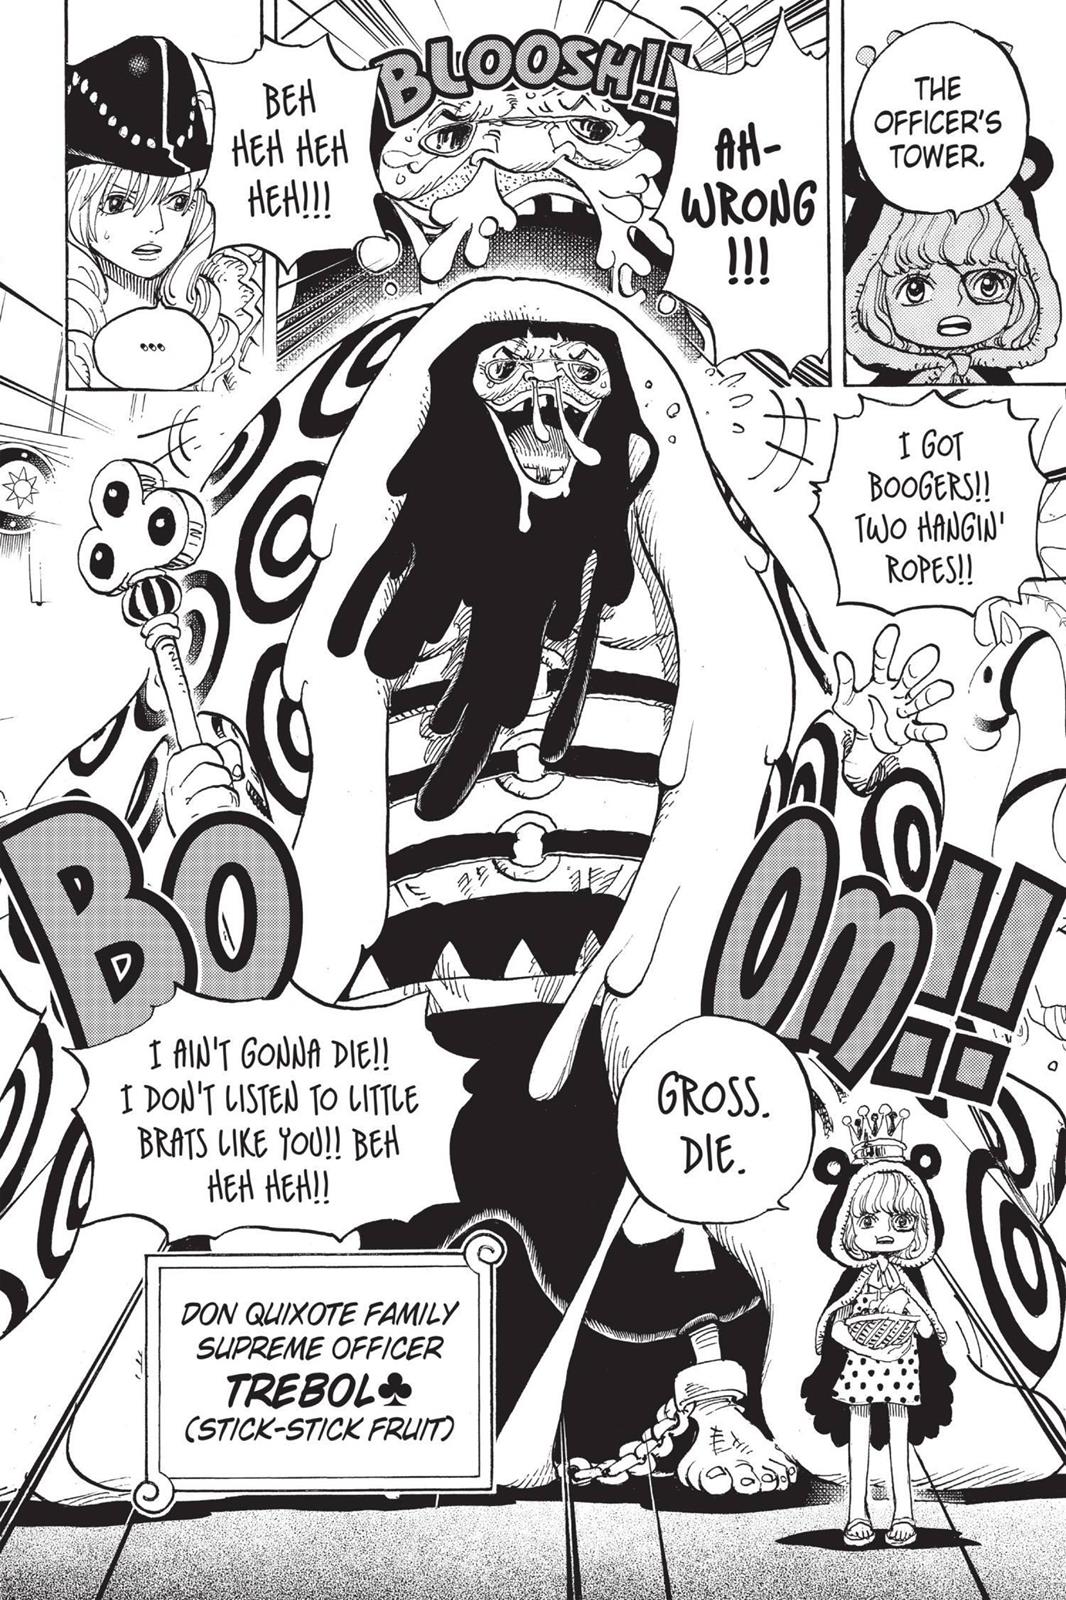 THE
OFFICER'S
TOWER.
BLOOSH!!
AH-
WRONG
!!!
BEH
HEH HEH
HEH!!!
...
I GOT
BOOGERS!!
TWO HANGIN'
ROPES!!
BOOM!!
GROSS.
DIE.
I AIN'T GONNA DIE!!
I DON'T LISTEN TO LITTLE
BRATS LIKE YOU!! BEH
HEH HEH!!
DON QUIXOTE FAMILY
SUPREME OFFICER
TREBOL♣
(STICK-STICK FRUIT)